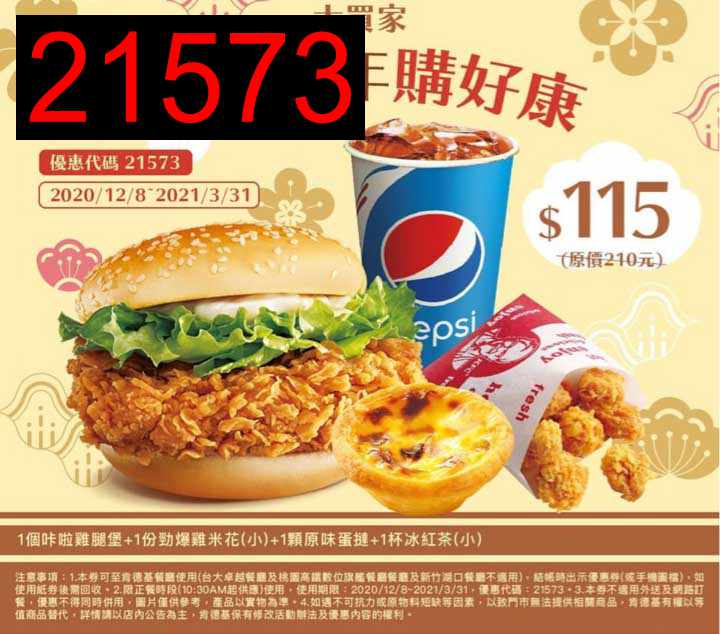 大買家
21573
年購好康
優惠代碼 21573
2020/12/8~2021/3/31
$115
(原價210元)
epsi
enjoy
KFC
fresh
1個咔啦雞腿堡+1份勁爆雞米花(小)+1顆原味蛋撻+1杯冰紅茶(小)
注意事項：1.本券可至肯德基餐廳使用(台大卓越餐廳及桃園高鐵數位旗艦餐廳餐廳及新竹湖口餐廳不適用)，結帳時出示優惠券(或手機圖檔)，如
使用紙券後需回收。2.限正餐時段(10:30AM起供應)使用，使用期限：2020/12/8~2021/3/31，優惠代碼：21573。3.本券不適用外送及網路訂
餐，優惠不得同時併用，圖片僅供參考，產品以實物為準。4.如遇不可抗力或原物料短缺等因素，以致門市無法提供相關商品，肯德基有權以等
值商品替代，詳情請以店內公告為主，肯德基保有修改活動辦法及優惠內容的權利。